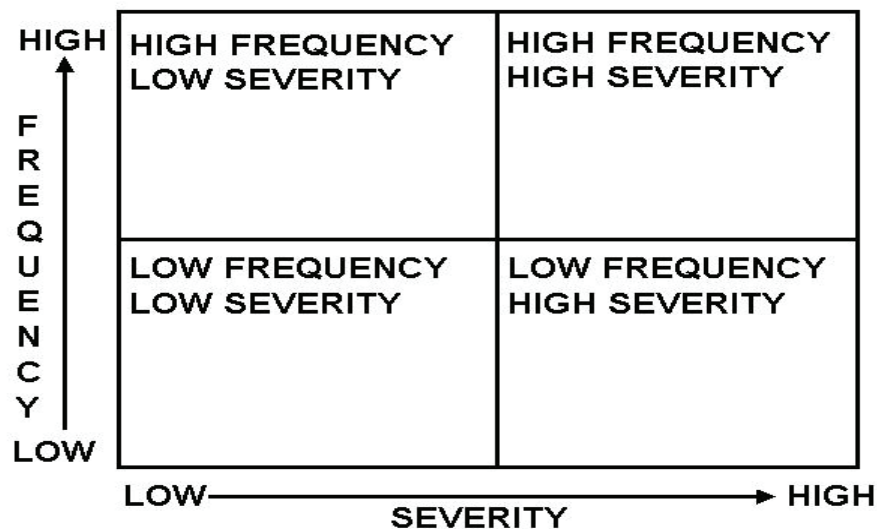 HIGH
FREQUENCY
LOW
HIGH FREQUENCY
LOW SEVERITY
HIGH FREQUENCY
HIGH SEVERITY
LOW FREQUENCY
LOW SEVERITY
LOW FREQUENCY
HIGH SEVERITY
LOW
HIGH
SEVERITY